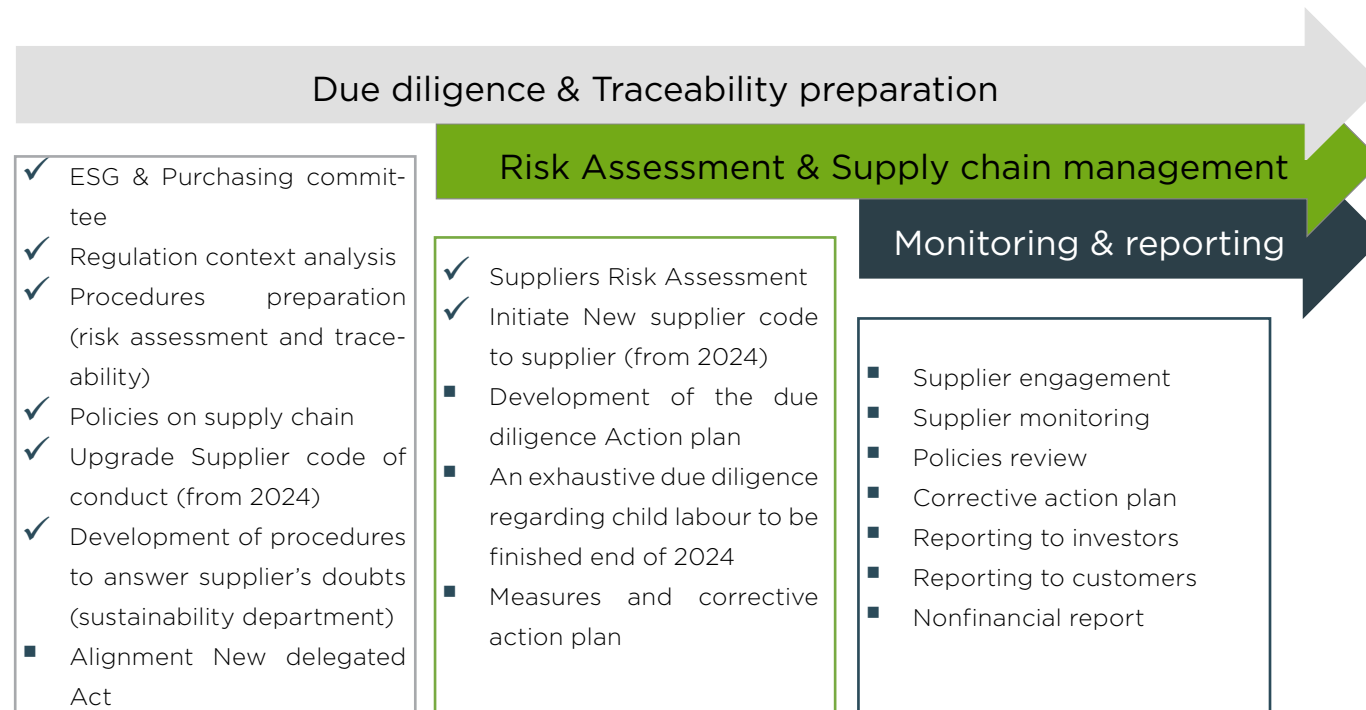 Due diligence & Traceability preparation
Risk Assessment & Supply chain management
Monitoring & reporting
ESG & Purchasing commit-
tee
Regulation context analysis
Procedures preparation
(risk assessment and trace-
ability)
Policies on supply chain
Upgrade Supplier code of
conduct (from 2024)
Development of procedures
to answer supplier’s doubts
(sustainability department)
Alignment New delegated
Act
Suppliers Risk Assessment
Initiate New supplier code
to supplier (from 2024)
Development of the due
diligence Action plan
An exhaustive due diligence
regarding child labour to be
finished end of 2024
Measures and corrective
action plan
Supplier engagement
Supplier monitoring
Policies review
Corrective action plan
Reporting to investors
Reporting to customers
Nonfinancial report